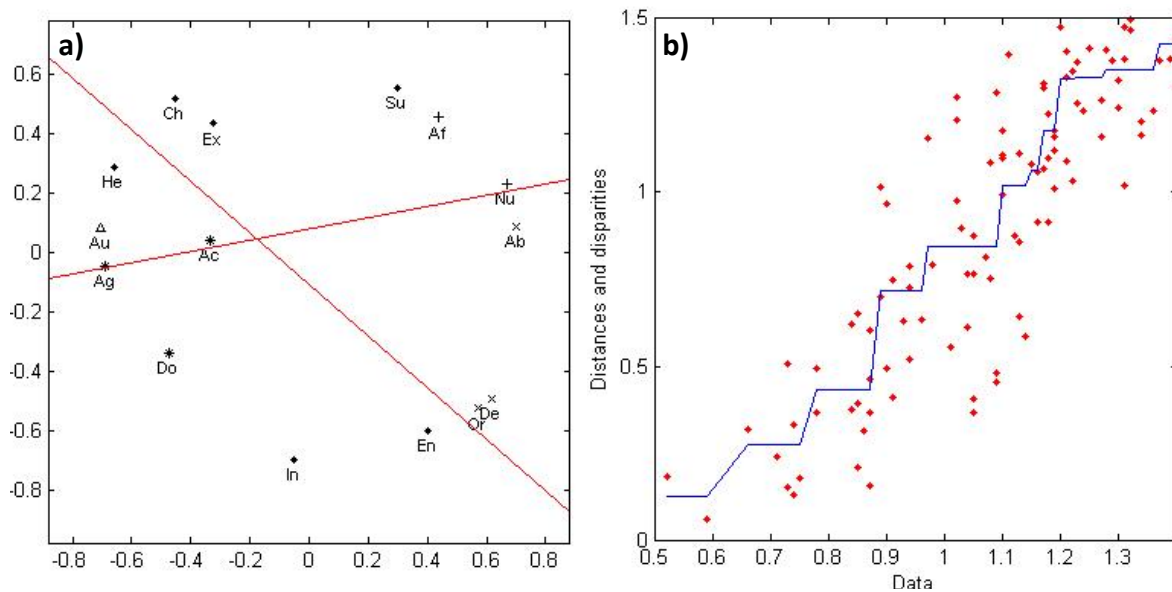 a)
0.6
0.4
0.2
0
-0.2
-0.4
-0.6
-0.8
-0.8 -0.6 -0.4 -0.2 0 0.2 0.4 0.6 0.8
Ch
Su
Ex
Af
He
Nu
Au
Ac
Ab
Ag
Do
De
Or
En
In
b)
1.5
1
0.5
0
0.5 0.6 0.7 0.8 0.9 1 1.1 1.2 1.3
Distances and disparities
Data